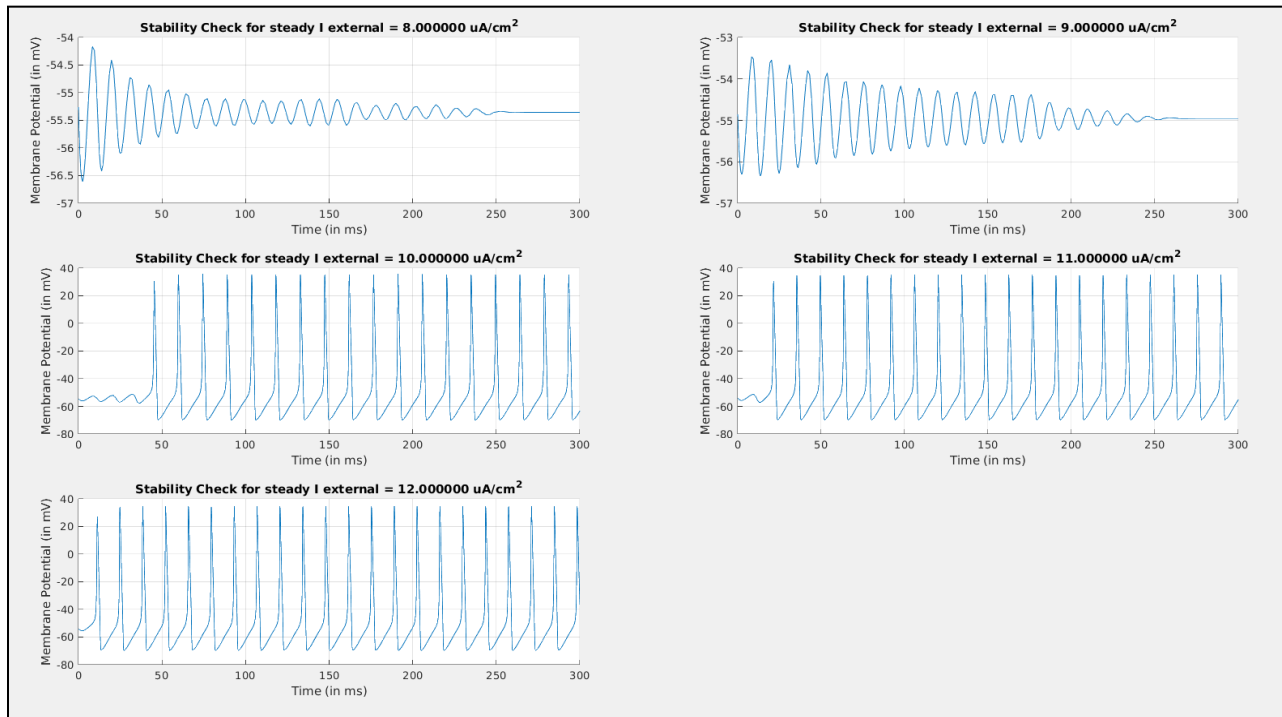 Stability Check for steady I external = 8.000000 uA/cm²
Membrane Potential (in mV)
-54
-54.5
-55
-55.5
-56
-56.5
-57
0 50 100 150 200 250 300
Time (in ms)
Stability Check for steady I external = 9.000000 uA/cm²
Membrane Potential (in mV)
-53
-54
-55
-56
-57
0 50 100 150 200 250 300
Time (in ms)
Stability Check for steady I external = 10.000000 uA/cm²
Membrane Potential (in mV)
40
20
0
-20
-40
-60
-80
0 50 100 150 200 250 300
Time (in ms)
Stability Check for steady I external = 11.000000 uA/cm²
Membrane Potential (in mV)
40
20
0
-20
-40
-60
-80
0 50 100 150 200 250 300
Time (in ms)
Stability Check for steady I external = 12.000000 uA/cm²
Membrane Potential (in mV)
40
20
0
-20
-40
-60
-80
0 50 100 150 200 250 300
Time (in ms)